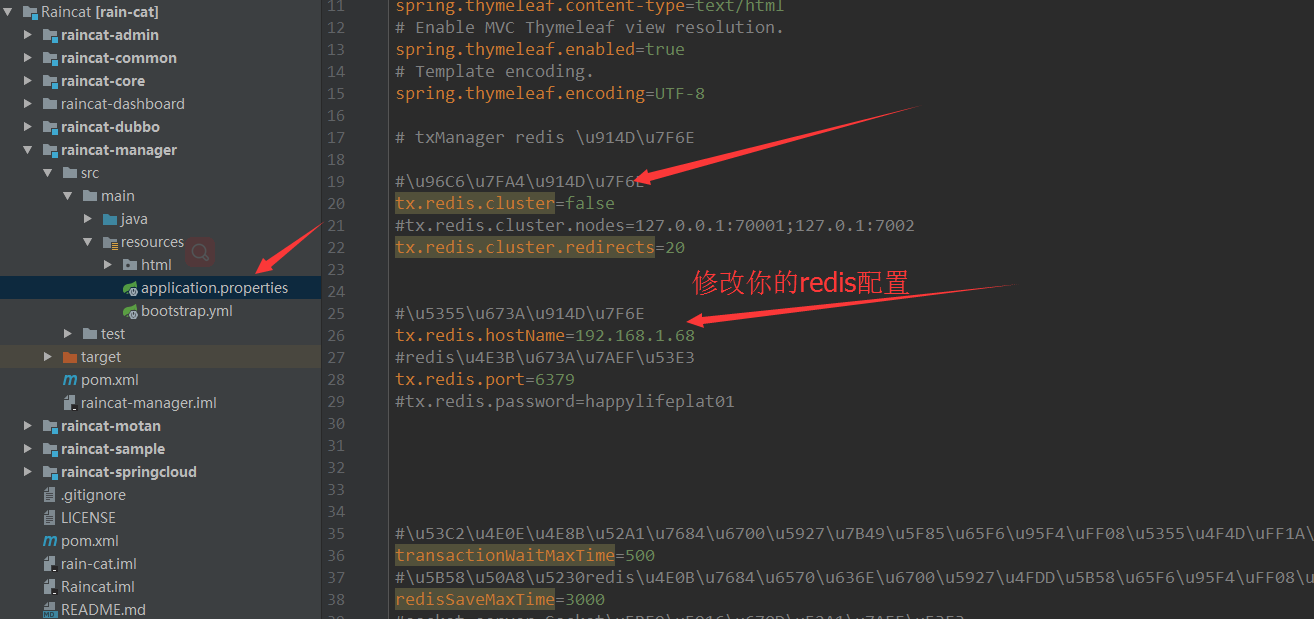 Raincat [rain-cat]
raincat-admin
raincat-common
raincat-core
raincat-dashboard
raincat-dubbo
raincat-manager
src
main
java
resources
html
application.properties
bootstrap.yml
test
target
pom.xml
raincat-manager.iml
raincat-motan
raincat-sample
raincat-springcloud
.gitignore
LICENSE
pom.xml
rain-cat.iml
Raincat.iml
README.md
11 spring.thymeleaf.content-type=text/html
12 # Enable MVC Thymeleaf view resolution.
13 spring.thymeleaf.enabled=true
14 # Template encoding.
15 spring.thymeleaf.encoding=UTF-8
16
17 # txManager redis \u914D\u7F6E
18
19 #\u96C6\u7FA4\u914D\u7F6E
20 tx.redis.cluster=false
21 #tx.redis.cluster.nodes=127.0.0.1:70001;127.0.1:7002
22 tx.redis.cluster.redirects=20
23
修改你的redis配置
24
25 #\u5355\u673A\u914D\u7F6E
26 tx.redis.hostName=192.168.1.68
27 #redis\u4E3B\u673A\u7AEF\u53E3
28 tx.redis.port=6379
29 #tx.redis.password=happylifeplat01
30
31
32
33
34
35 #\u53C2\u4E0E\u4E8B\u52A1\u7684\u6700\u5927\u7B49\u5F85\u65F6\u95F4\uFF08\u5355\u4F4D\uFF1A\
36 transactionWaitMaxTime=500
37 #\u5B58\u50A8\u5230redis\u4E0B\u7684\u6570\u636E\u6700\u5927\u4FDD\u5B58\u65F6\u95F4\uFF08\u
38 redisSaveMaxTime=3000